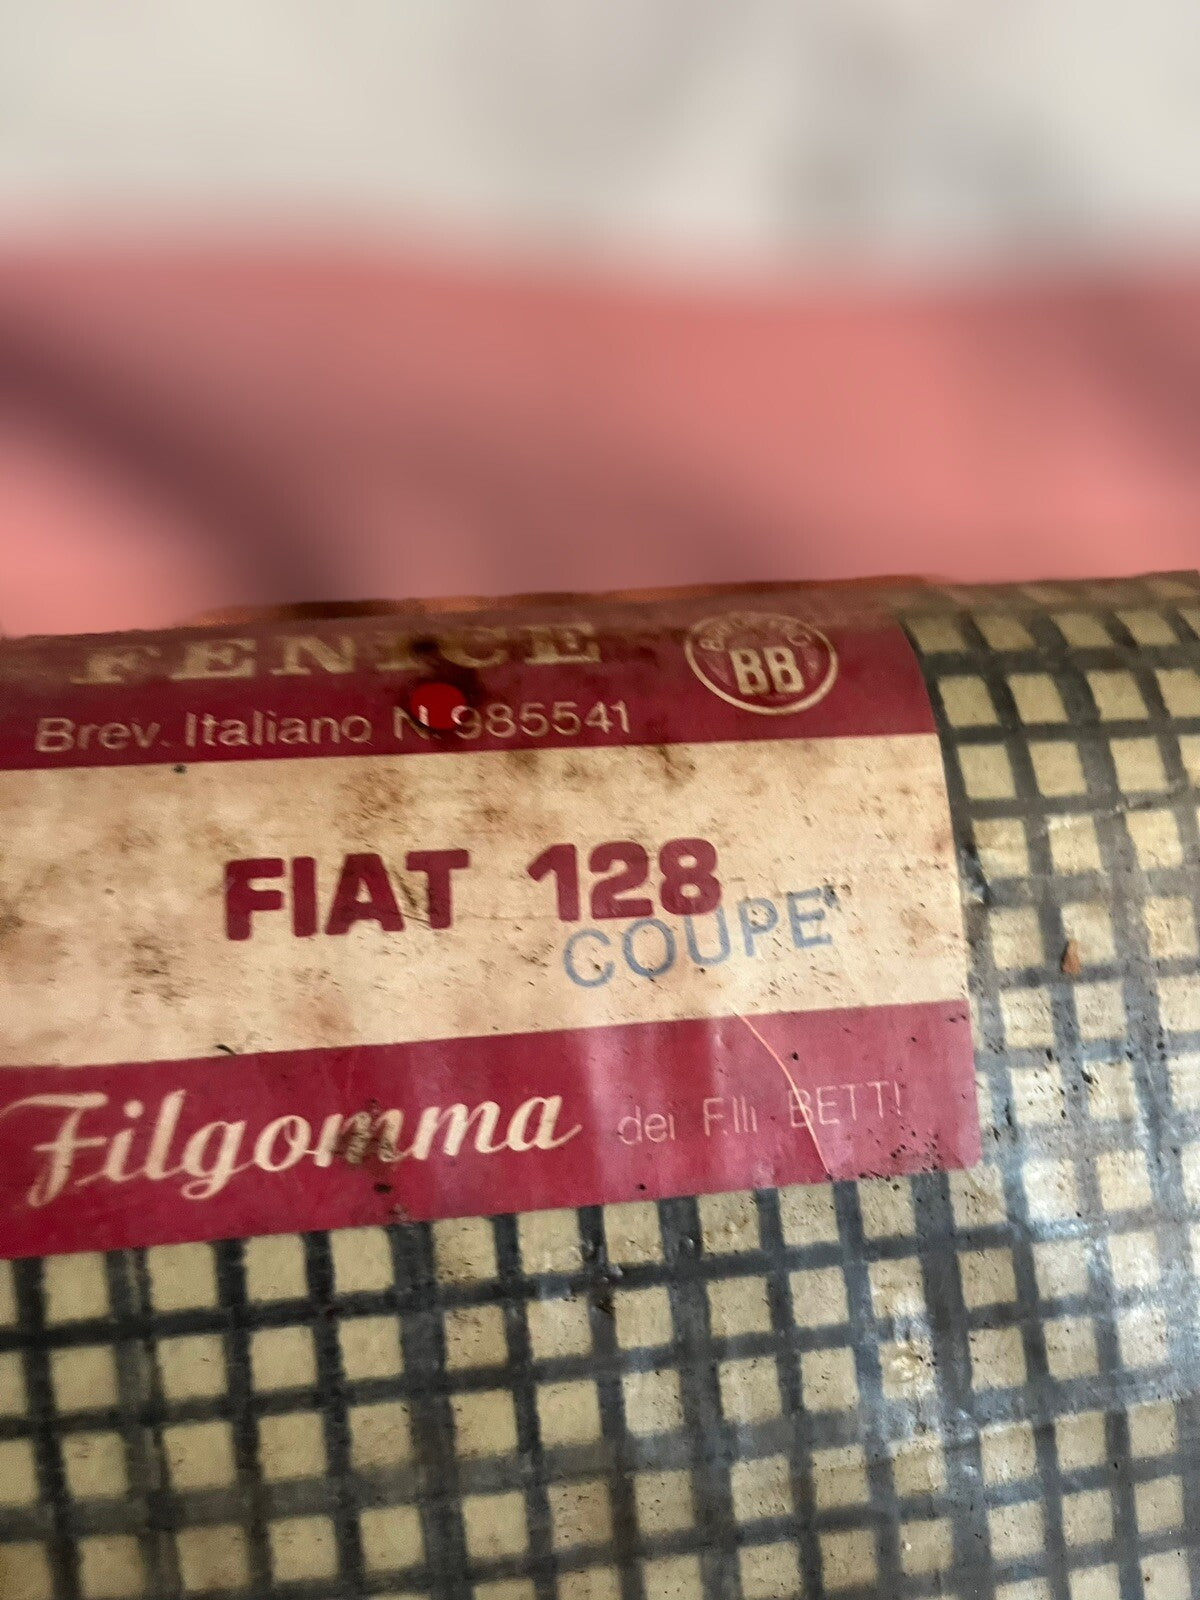 FENICE
BB
Brev. Italiano N. 985541
FIAT 128
COUPE'
Filgomma dei F.lli BETTI